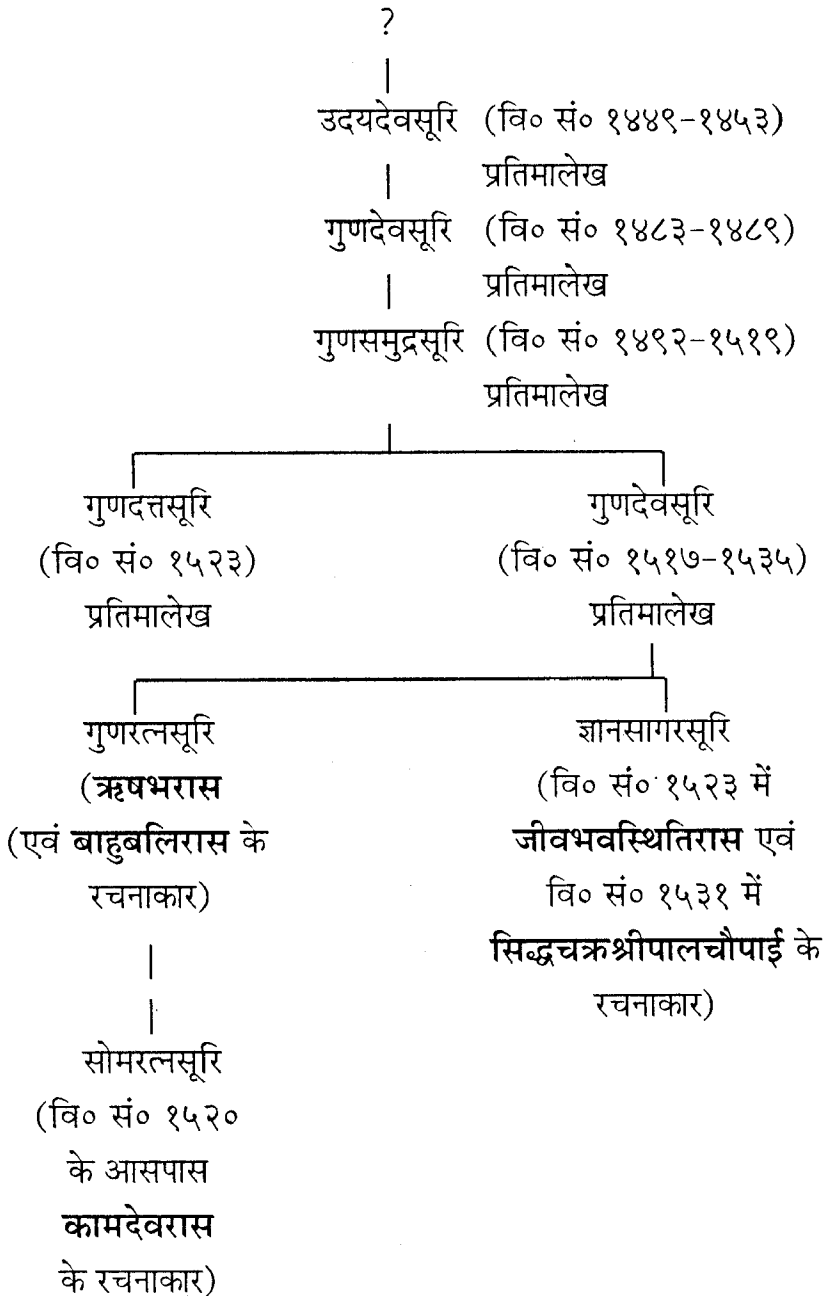 ?
उदयदेवसूरि (वि० सं० १४४९-१४५३)
प्रतिमालेख
गुणदेवसूरि (वि० सं० १४८३-१४८९)
प्रतिमालेख
गुणसमुद्रसूरि (वि० सं० १४९२-१५१९)
प्रतिमालेख
गुणदत्तसूरि
(वि० सं० १५२३)
प्रतिमालेख
गुणदेवसूरि
(वि० सं० १५१७-१५३५)
प्रतिमालेख
गुणरत्नसूरि
(ऋषभरास
(एवं बाहुबलिरास के
रचनाकार)
ज्ञानसागरसूरि
(वि० सं० १५२३ में
जीवभवस्थितिरास एवं
वि० सं० १५३१ में
सिद्धचक्रश्रीपालचौपाई के
रचनाकार)
सोमरत्नसूरि
(वि० सं० १५२०
के आसपास
कामदेवरास
के रचनाकार)